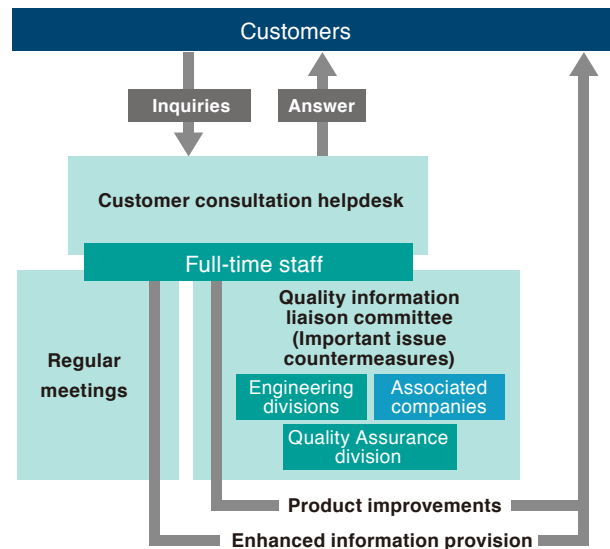 Customers
Inquiries
Answer
Customer consultation helpdesk
Full-time staff
Regular
meetings
Quality information
liaison committee
(Important issue
countermeasures)
Engineering
divisions
Associated
companies
Quality Assurance
division
Product improvements
Enhanced information provision